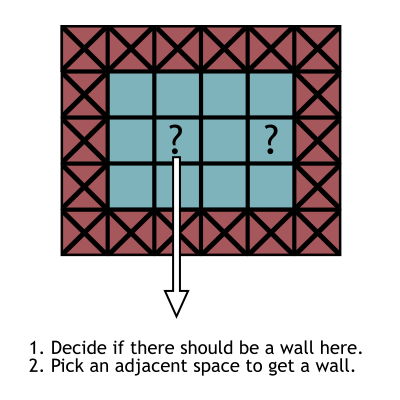 ? ?
1. Decide if there should be a wall here.
2. Pick an adjacent space to get a wall.